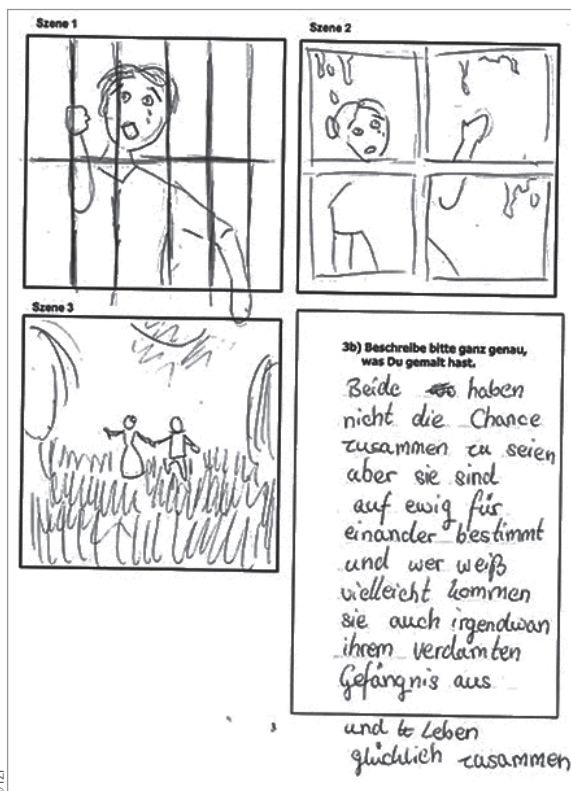 Szene 1
Szene 2
Szene 3
3b) Beschreibe bitte ganz genau,
was Du gemalt hast.
Beide haben
nicht die Chance
zusammen zu seien
aber sie sind
auf ewig für
einander bestimmt
und wer weiß
vielleicht kommen
sie auch irgendwan
ihrem verdamten
Gefängnis aus
und Leben
glücklich zusammen
3
© IZI